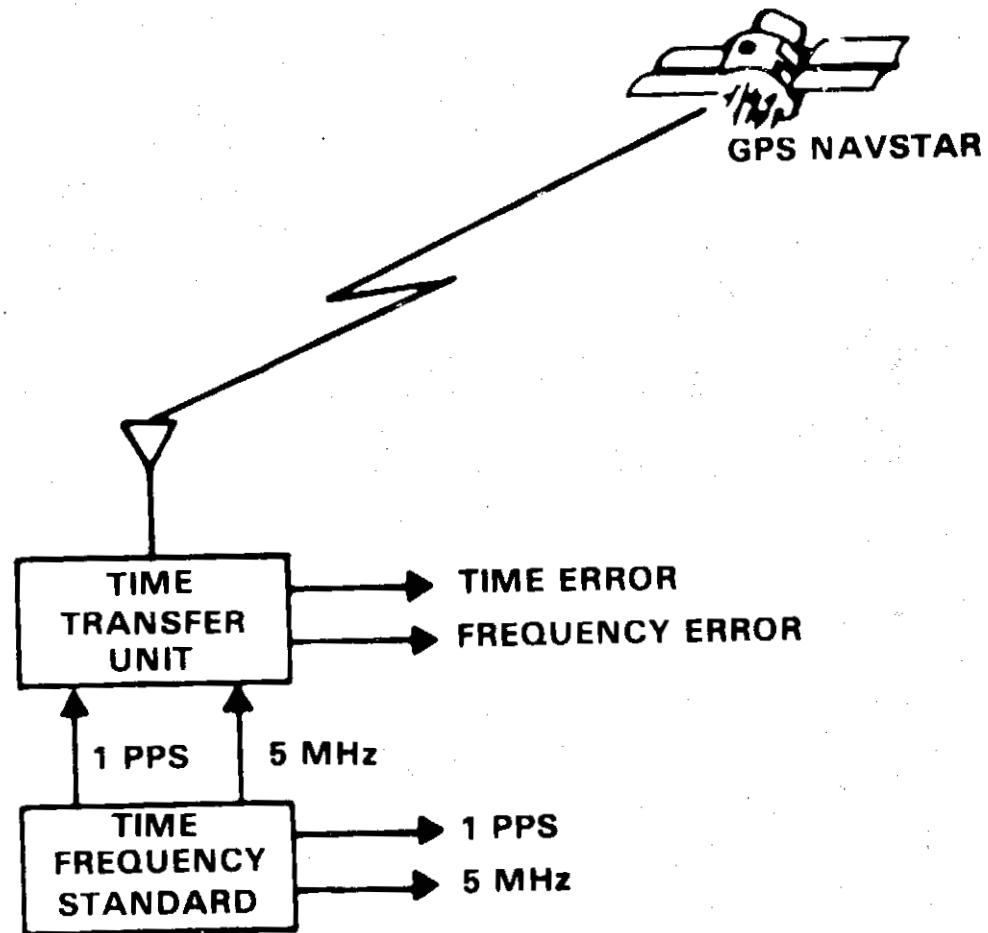 GPS NAVSTAR
TIME
TRANSFER
UNIT
TIME ERROR
FREQUENCY ERROR
1 PPS
5 MHz
TIME
FREQUENCY
STANDARD
1 PPS
5 MHz